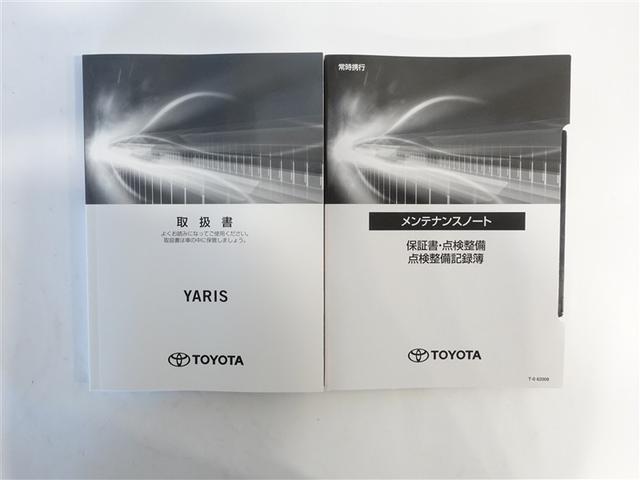 取扱書
よくお読みになってご使用ください。
取扱書は車の中に保管しましょう。
YARIS
TOYOTA
常時携行
メンテナンスノート
保証書・点検整備
点検整備記録簿
TOYOTA